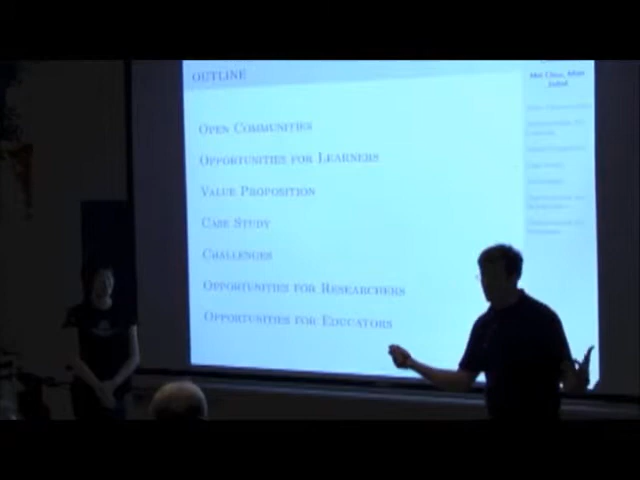 OUTLINE
OPEN COMMUNITIES
OPPORTUNITIES FOR LEARNERS
VALUE PROPOSITION
CASE STUDY
CHALLENGES
OPPORTUNITIES FOR RESEARCHERS
OPPORTUNITIES FOR EDUCATORS